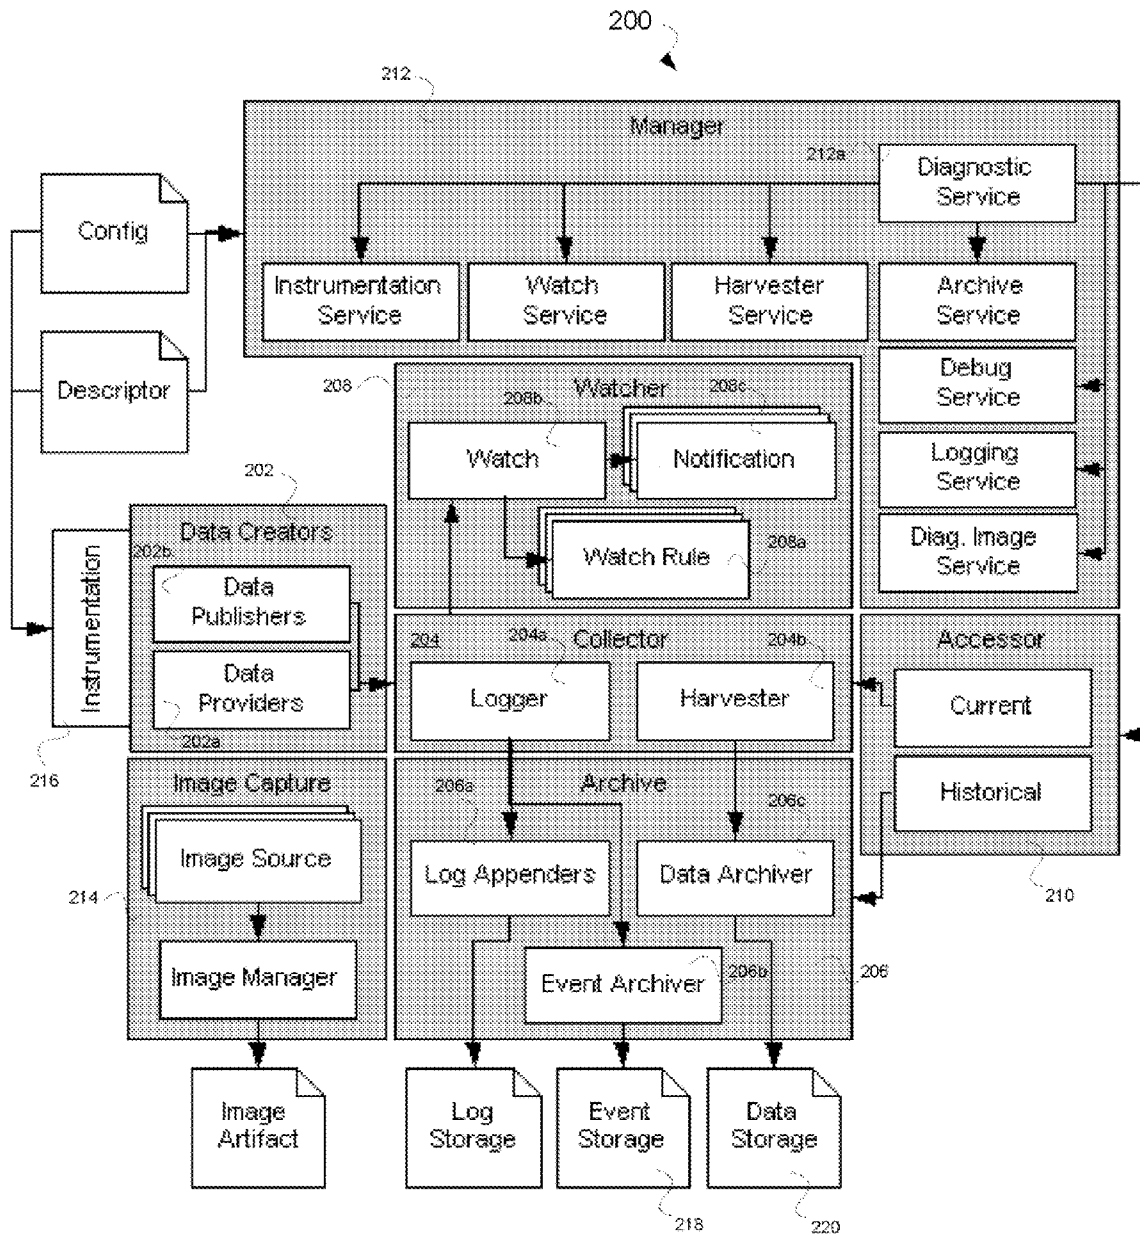 200
212
Manager
212a
Diagnostic
Service
Config
Instrumentation
Service
Watch
Service
Harvester
Service
Archive
Service
Descriptor
208
Watcher
208b
208c
Debug
Service
Watch
Notification
Logging
Service
202
Data Creators
Watch Rule
208a
Diag. Image
Service
Instrumentation
202b
Data
Publishers
204
204a
Collector
204b
Accessor
Data
Providers
202a
Logger
Harvester
Current
216
Image Capture
206a
Archive
206c
Historical
Image Source
Log Appenders
Data Archiver
214
210
Image Manager
Event Archiver
206b
206
Image
Artifact
Log
Storage
Event
Storage
Data
Storage
218
220